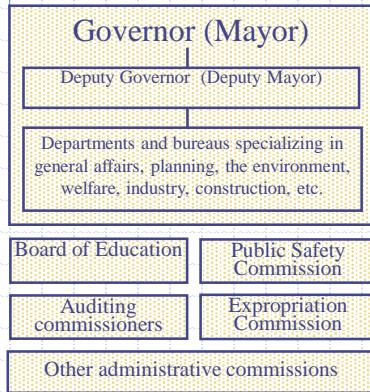 Governor (Mayor)
Deputy Governor (Deputy Mayor)
Departments and bureaus specializing in
general affairs, planning, the environment,
welfare, industry, construction, etc.
Board of Education
Public Safety
Commission
Auditing
commissioners
Expropriation
Commission
Other administrative commissions